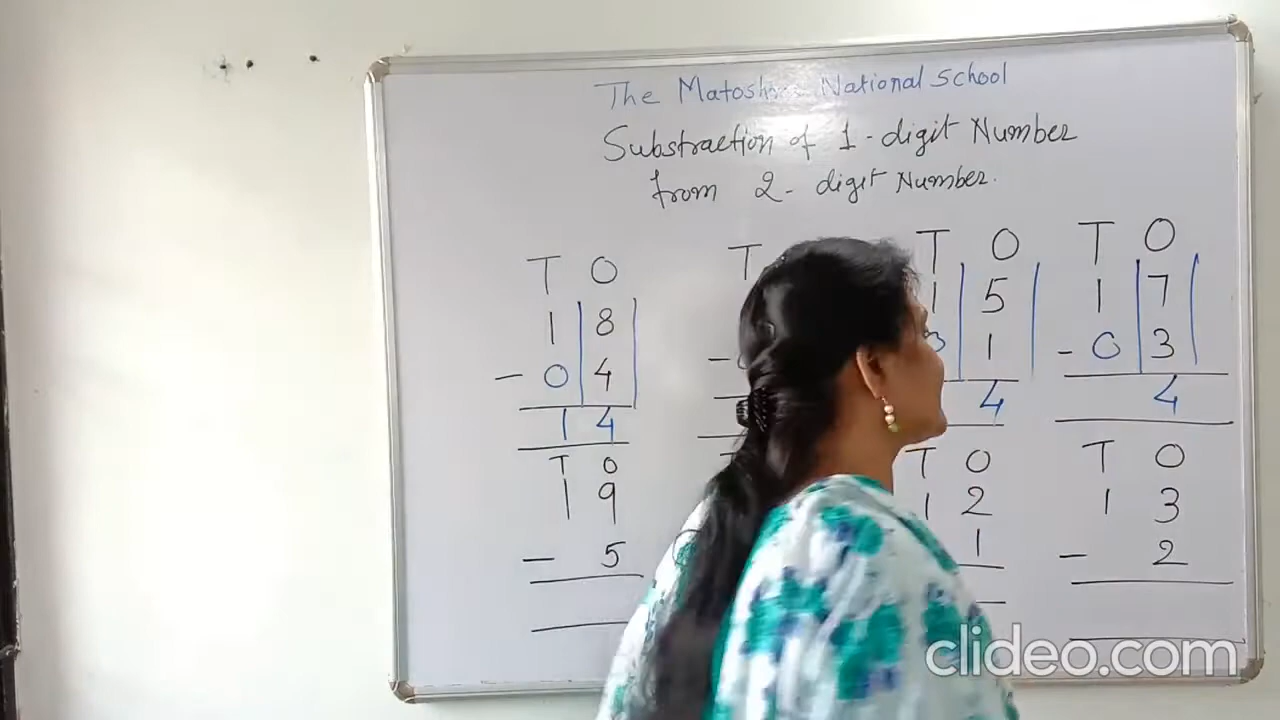 The National School
Substraction of 1-digit Number
from 2-digit Number.
T O T T O T O
1 8 1 5 1 7
- 0 4 - 1 - 0 3
1 4 4 4
T O T T O T O
1 9 1 2 1 3
- 5 1 - 2
clideo.com